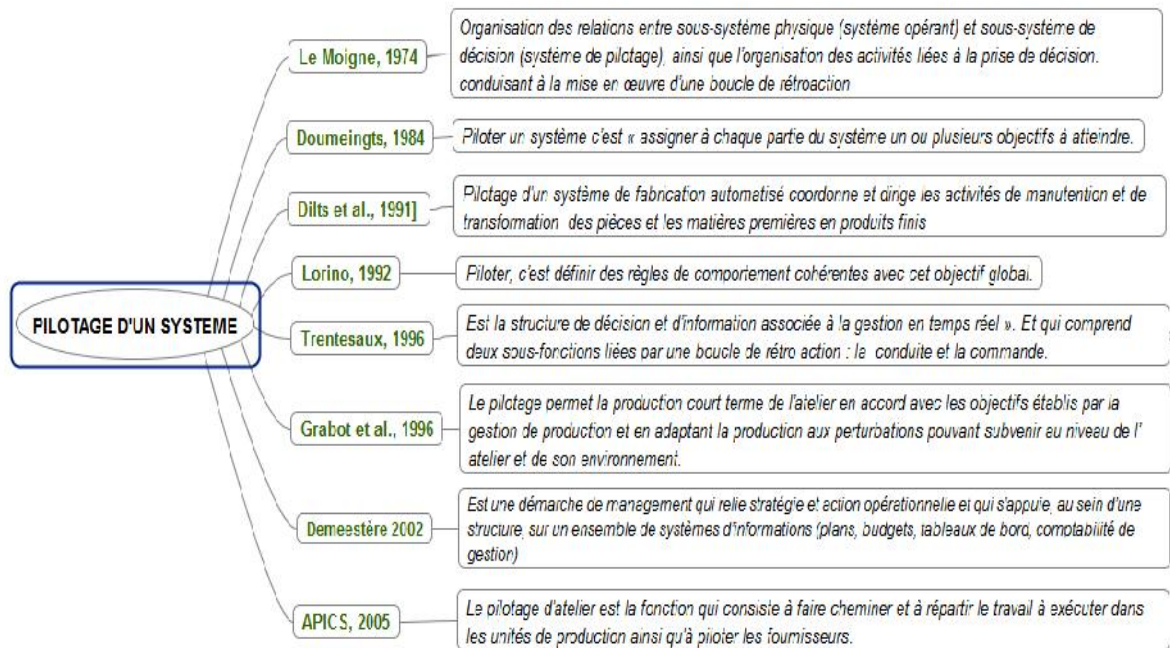 Le Moigne, 1974
Organisation des relations entre sous-système physique (système opérant) et sous-système de
décision (système de pilotage), ainsi que l'organisation des activités liées à la prise de décision.
conduisant à la mise en œuvre d'une boucle de rétroaction
Doumeingts, 1984
Piloter un système c'est « assigner à chaque partie du système un ou plusieurs objectifs à atteindre.
Dilts et al., 1991]
Pilotage d'un système de fabrication automatisé coordonne et dirige les activités de manutention et de
transformation des pièces et les matières premières en produits finis
Lorino, 1992
Piloter, c'est définir des règles de comportement cohérentes avec cet objectif global.
PILOTAGE D'UN SYSTEME
Trentesaux, 1996
Est la structure de décision et d'information associée à la gestion en temps réel ». Et qui comprend
deux sous-fonctions liées par une boucle de rétro action : la conduite et la commande.
Grabot et al., 1996
Le pilotage permet la production court terme de l'atelier en accord avec les objectifs établis par la
gestion de production et en adaptant la production aux perturbations pouvant subvenir au niveau de l'
atelier et de son environnement.
Demeestère 2002
Est une démarche de management qui relie stratégie et action opérationnelle et qui s'appuie, au sein d'une
structure, sur un ensemble de systèmes d'informations (plans, budgets, tableaux de bord, comptabilité de
gestion)
APICS, 2005
Le pilotage d'atelier est la fonction qui consiste à faire cheminer et à répartir le travail à exécuter dans
les unités de production ainsi qu'à piloter les fournisseurs.